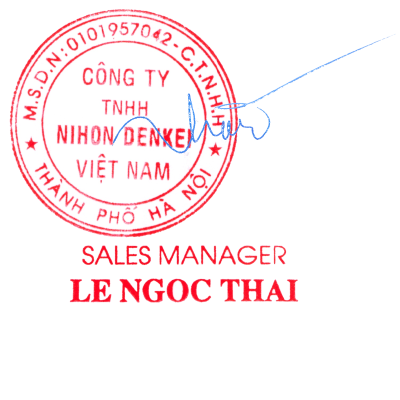 M.S.D.N:0101957042-C.T.N.H.H
CÔNG TY
TNHH
NIHON DENKEI
VIỆT NAM
★ THÀNH PHỐ HÀ NỘI ★
SALES MANAGER
LE NGOC THAI